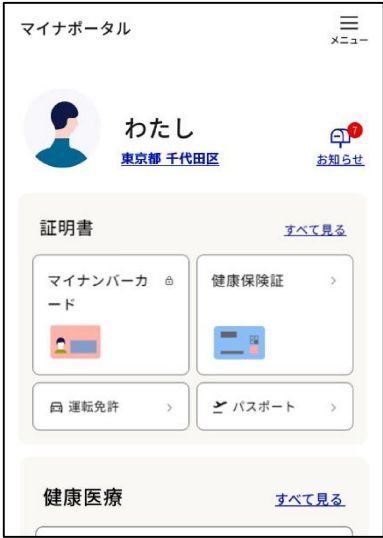 マイナポータル
メニュー
わたし
東京都 千代田区
7
お知らせ
証明書
すべて見る
マイナンバーカ
ード
健康保険証
運転免許
パスポート
健康医療
すべて見る